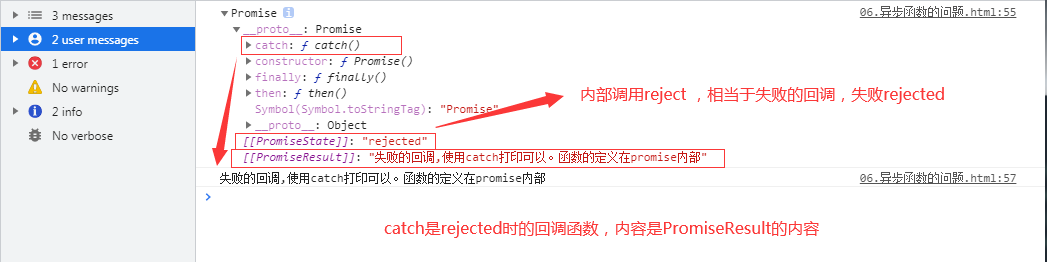 3 messages
2 user messages
1 error
No warnings
2 info
No verbose
Promise i 06.异步函数的问题.html:55
__proto__: Promise
catch: ƒ catch()
constructor: ƒ Promise()
finally: ƒ finally()
then: ƒ then()
Symbol(Symbol.toStringTag): "Promise"
__proto__: Object
[[PromiseState]]: "rejected"
[[PromiseResult]]: "失败的回调,使用catch打印可以。函数的定义在promise内部"
失败的回调,使用catch打印可以。函数的定义在promise内部 06.异步函数的问题.html:57
内部调用reject ，相当于失败的回调，失败rejected
catch是rejected时的回调函数，内容是PromiseResult的内容